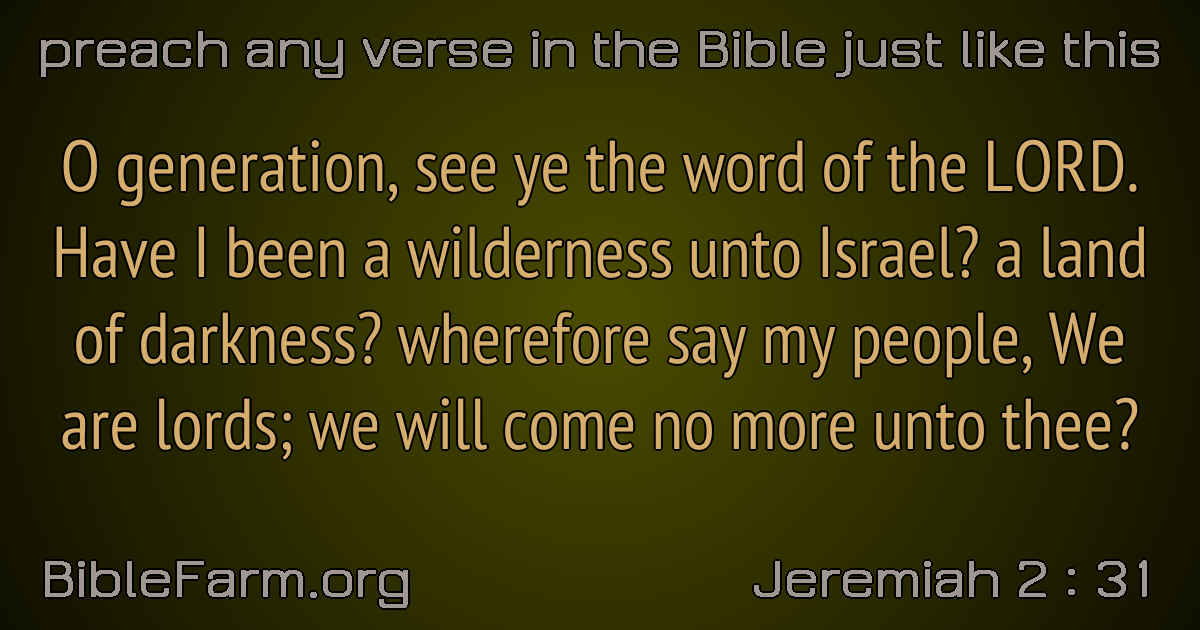 preach any verse in the Bible just like this
O generation, see ye the word of the LORD.
Have I been a wilderness unto Israel? a land
of darkness? wherefore say my people, We
are lords; we will come no more unto thee?
BibleFarm.org
Jeremiah 2 : 31